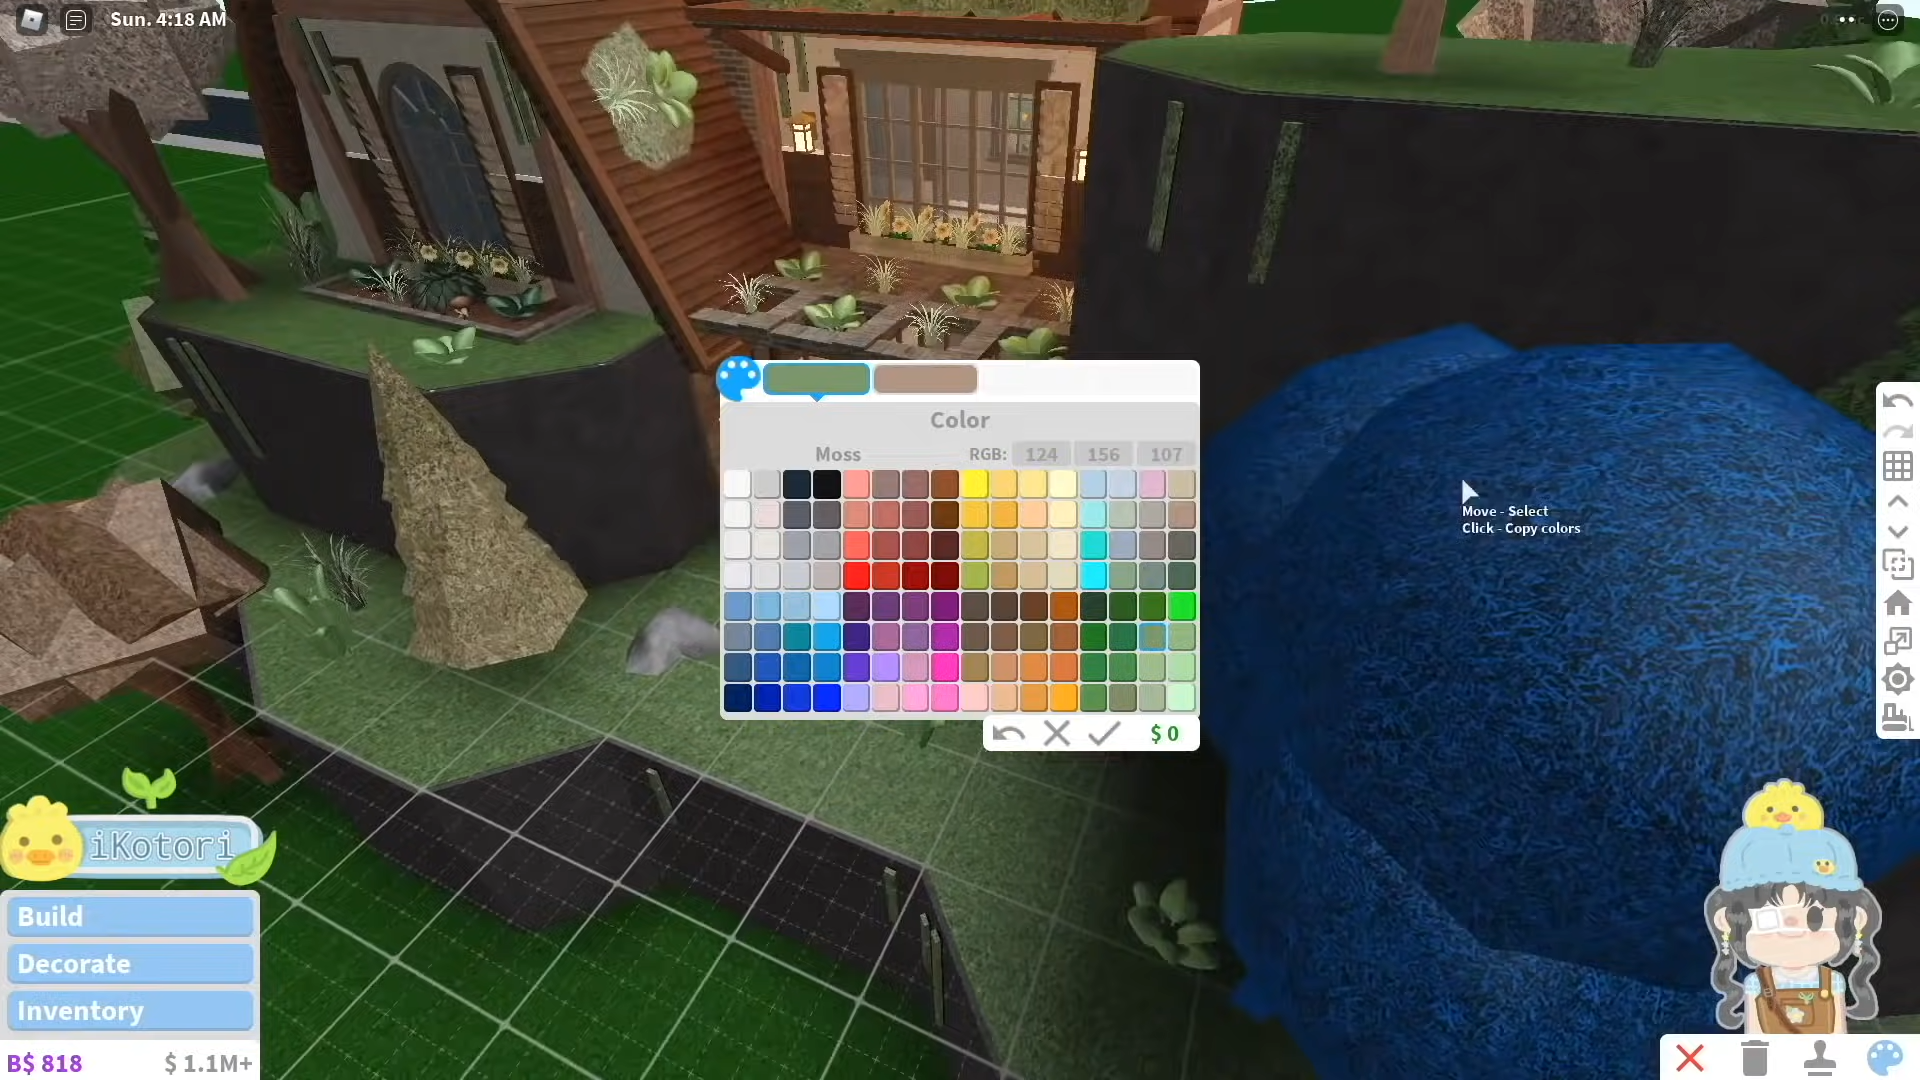 Sun. 4:18 AM
Color
Moss RGB: 124 156 107
Move - Select
Click - Copy colors
$ 0
iKotori
Build
Decorate
Inventory
B$ 818 $ 1.1M+